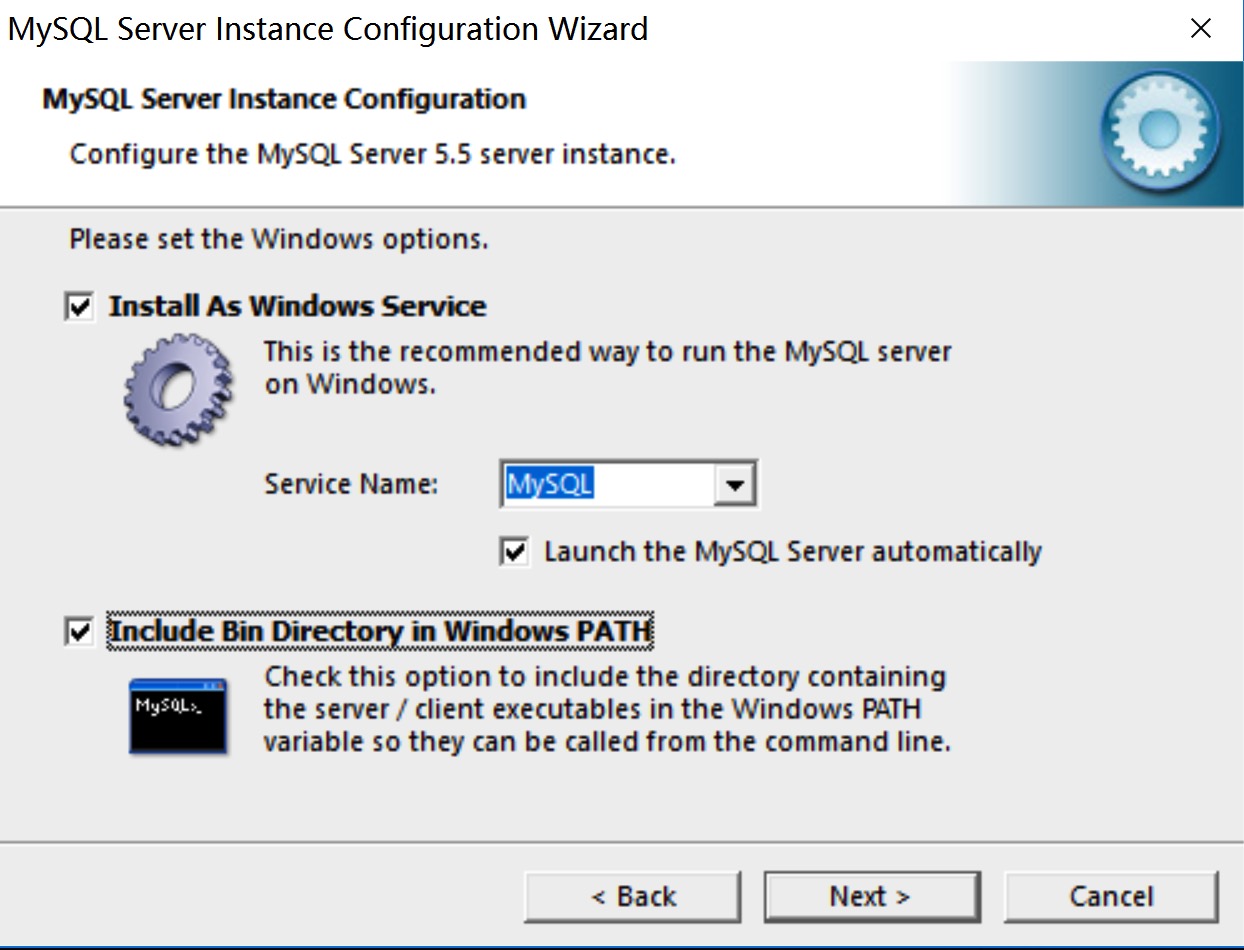 MySQL Server Instance Configuration Wizard
MySQL Server Instance Configuration
Configure the MySQL Server 5.5 server instance.
Please set the Windows options.
Install As Windows Service
This is the recommended way to run the MySQL server
on Windows.
Service Name: MySQL
Launch the MySQL Server automatically
Include Bin Directory in Windows PATH
Check this option to include the directory containing
the server / client executables in the Windows PATH
variable so they can be called from the command line.
MySQL>_
< Back Next > Cancel